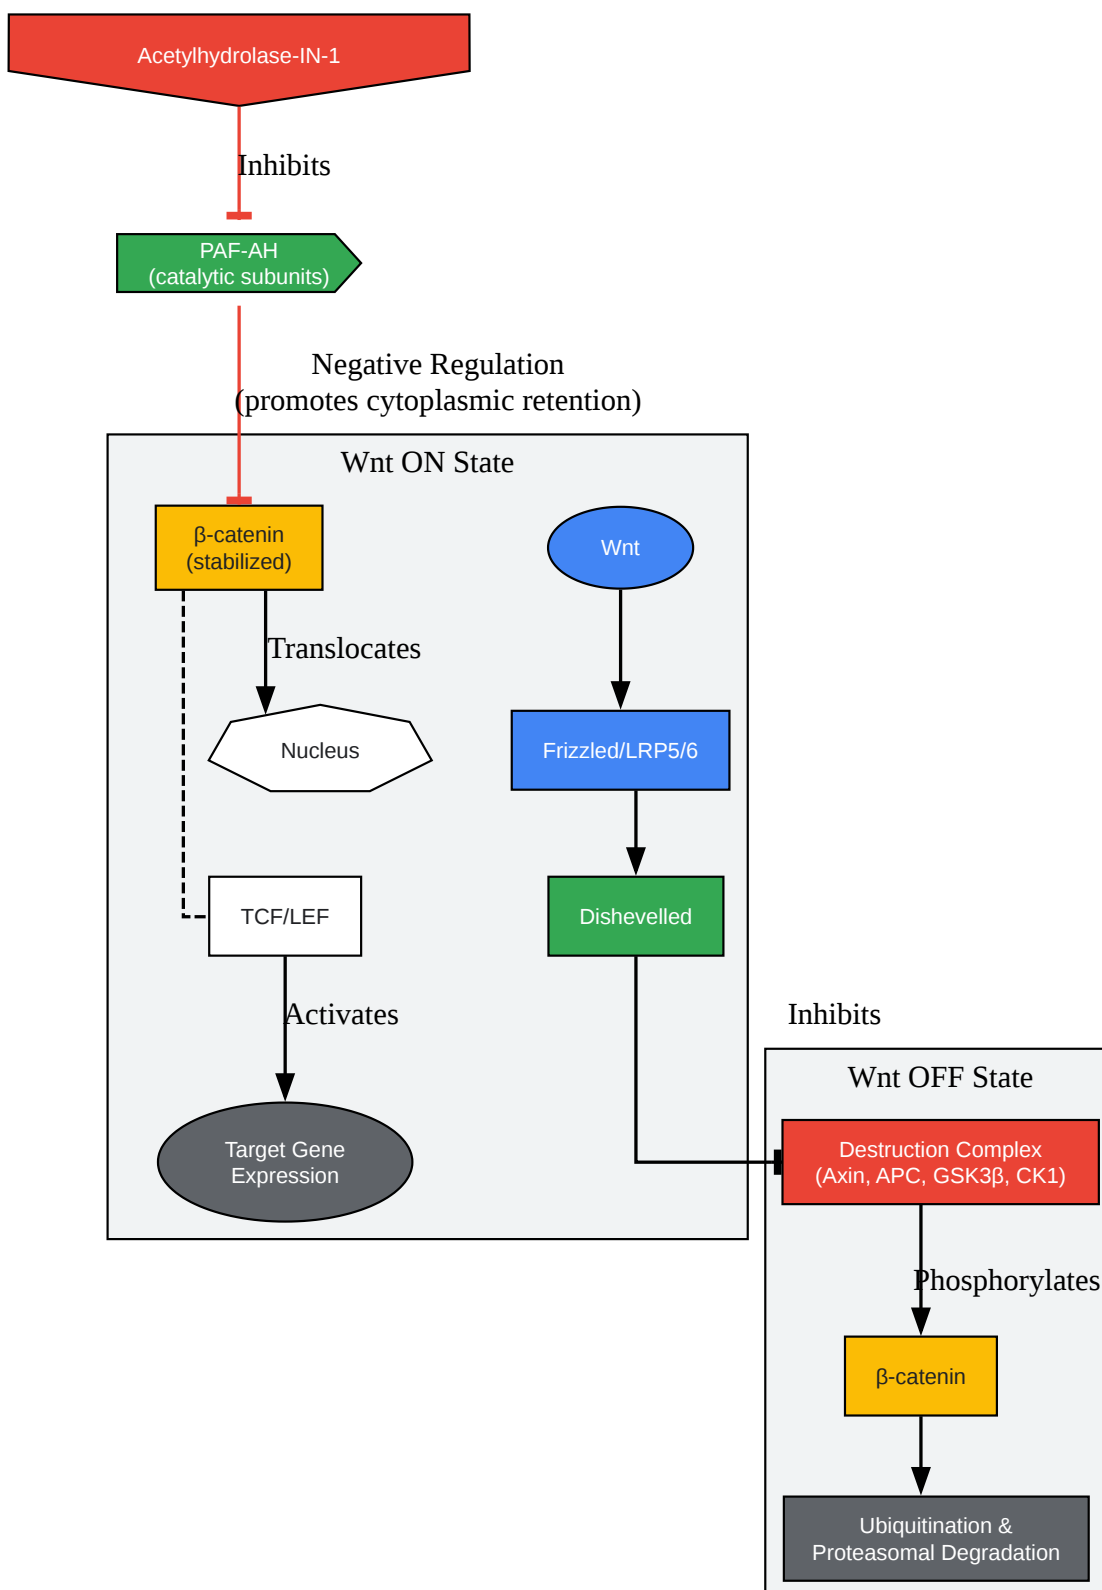 Acetylhydrolase-IN-1
Inhibits
PAF-AH
(catalytic subunits)
Negative Regulation
(promotes cytoplasmic retention)
Wnt ON State
β-catenin
(stabilized)
Wnt
Translocates
Nucleus
Frizzled/LRP5/6
TCF/LEF
Dishevelled
Activates
Inhibits
Target Gene
Expression
Wnt OFF State
Destruction Complex
(Axin, APC, GSK3β, CK1)
Phosphorylates
β-catenin
Ubiquitination &
Proteasomal Degradation